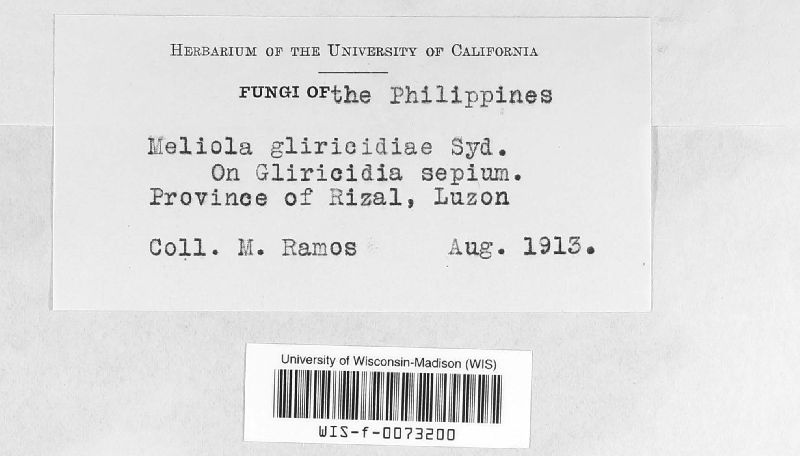 HERBARIUM OF THE UNIVERSITY OF CALIFORNIA
FUNGI OF the Philippines
Meliola gliricidiae Syd.
On Gliricidia sepium.
Province of Rizal, Luzon
Coll. M. Ramos Aug. 1913.
University of Wisconsin-Madison (WIS)
WIS-f-0073200